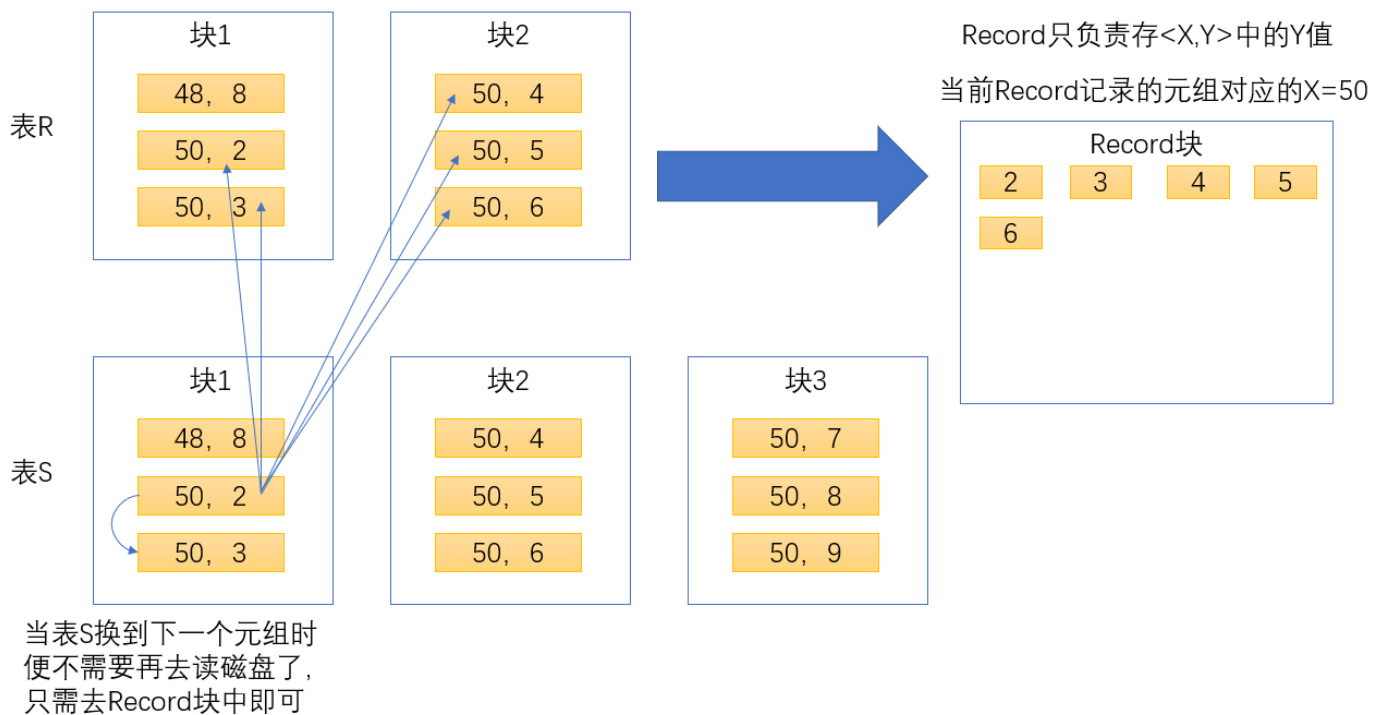 块1
块2
表R
48，8
50，2
50，3
50，4
50，5
50，6
Record只负责存<X,Y>中的Y值
当前Record记录的元组对应的X=50
Record块
2 3 4 5
6
表S
块1
48，8
50，2
50，3
块2
50，4
50，5
50，6
块3
50，7
50，8
50，9
当表S换到下一个元组时
便不需要再去读磁盘了，
只需去Record块中即可